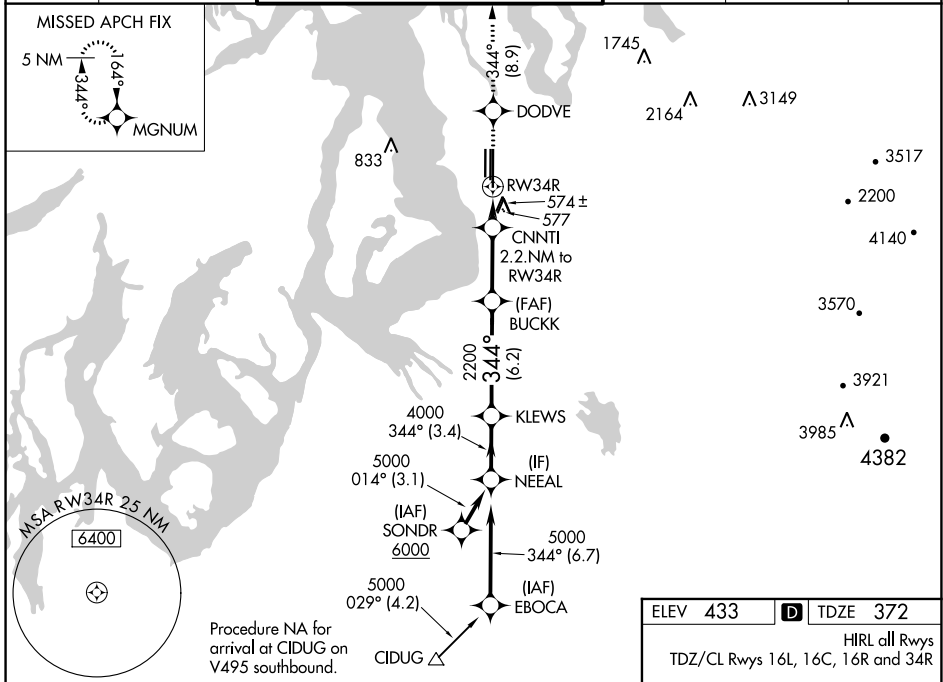 MISSED APCH FIX
5 NM
344°
164°
MGNUM
344°
(8.9)
DODVE
1745
2164
3149
833
3517
2200
4140
RW34R
574 ±
577
CNNTI
2.2.NM to
RW34R
(FAF)
BUCKK
3570
2200
344°
(6.2)
3921
3985
4382
KLEWS
4000
344° (3.4)
(IF)
NEEAL
5000
014° (3.1)
(IAF)
SONDR
6000
5000
344° (6.7)
(IAF)
EBOCA
5000
029° (4.2)
CIDUG
MSA RW34R 25 NM
6400
Procedure NA for
arrival at CIDUG on
V495 southbound.
ELEV 433 D TDZE 372
HIRL all Rwys
TDZ/CL Rwys 16L, 16C, 16R and 34R